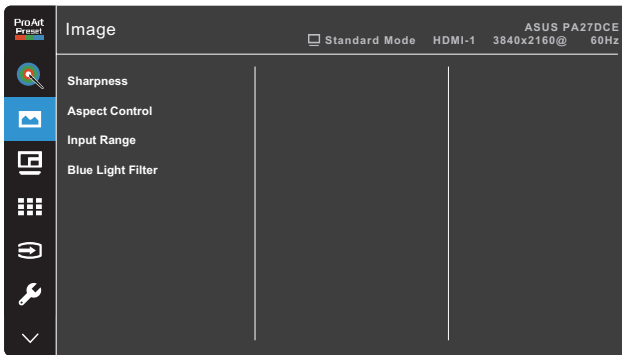 ProArt
Preset
Image
ASUS PA27DCE
Standard Mode HDMI-1 3840x2160@ 60Hz
Sharpness
Aspect Control
Input Range
Blue Light Filter